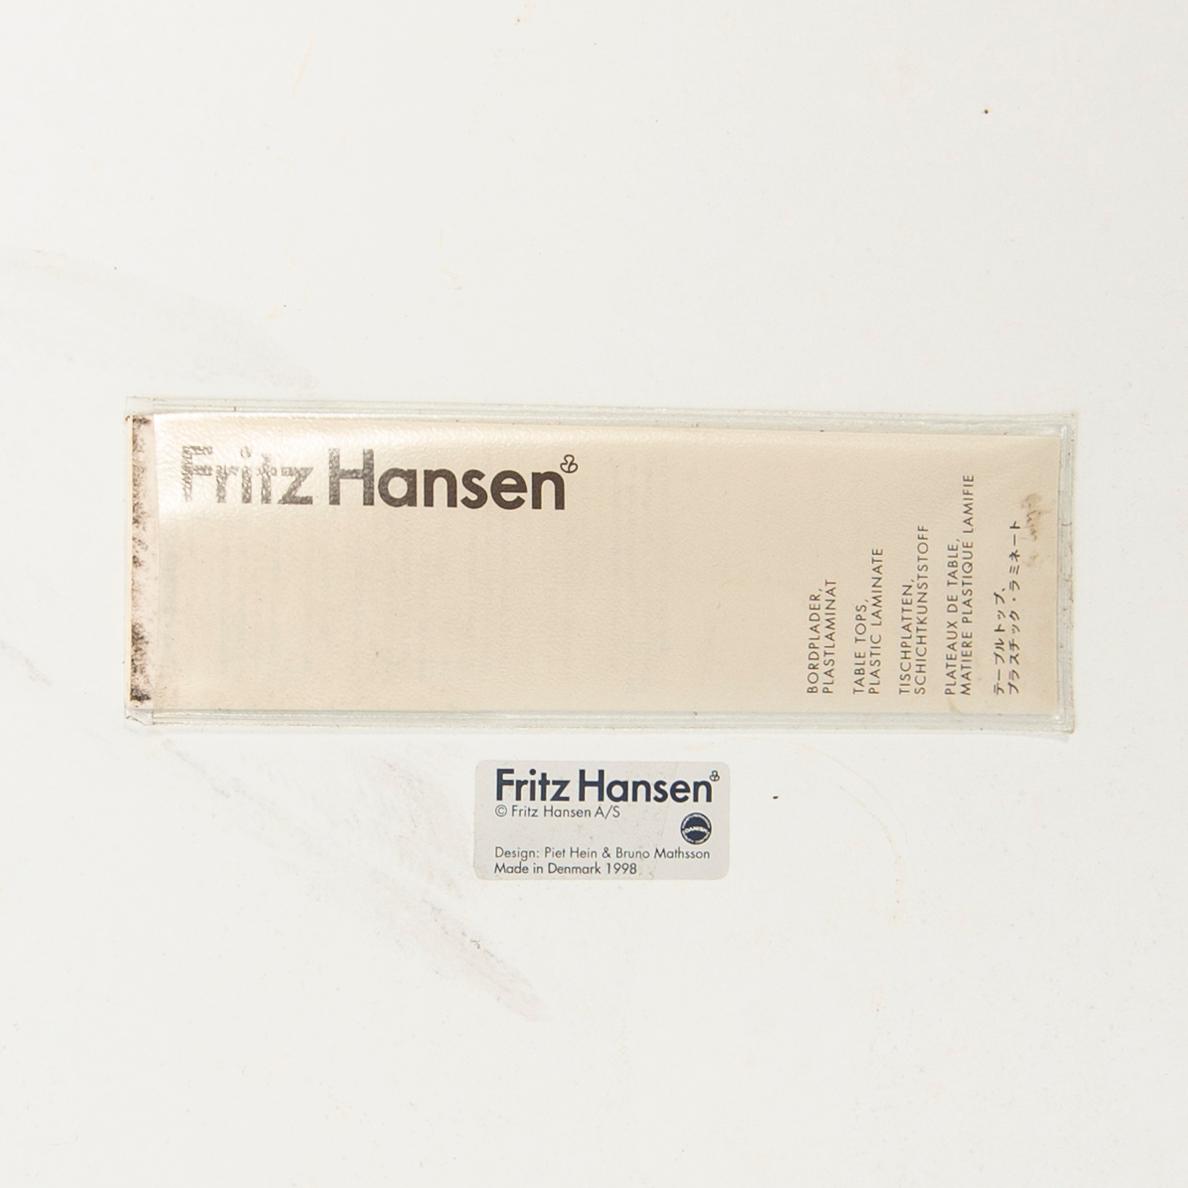 Fritz Hansen
BORDPLADER,
PLASTLAMINAT
TABLE TOPS,
PLASTIC LAMINATE
TISCHPLATTEN,
SCHICHTKUNSTSTOFF
PLATEAUX DE TABLE,
MATIERE PLASTIQUE LAMIFIE
テーブルトップ、
プラスチック・ラミネート
Fritz Hansen
© Fritz Hansen A/S
Design: Piet Hein & Bruno Mathsson
Made in Denmark 1998